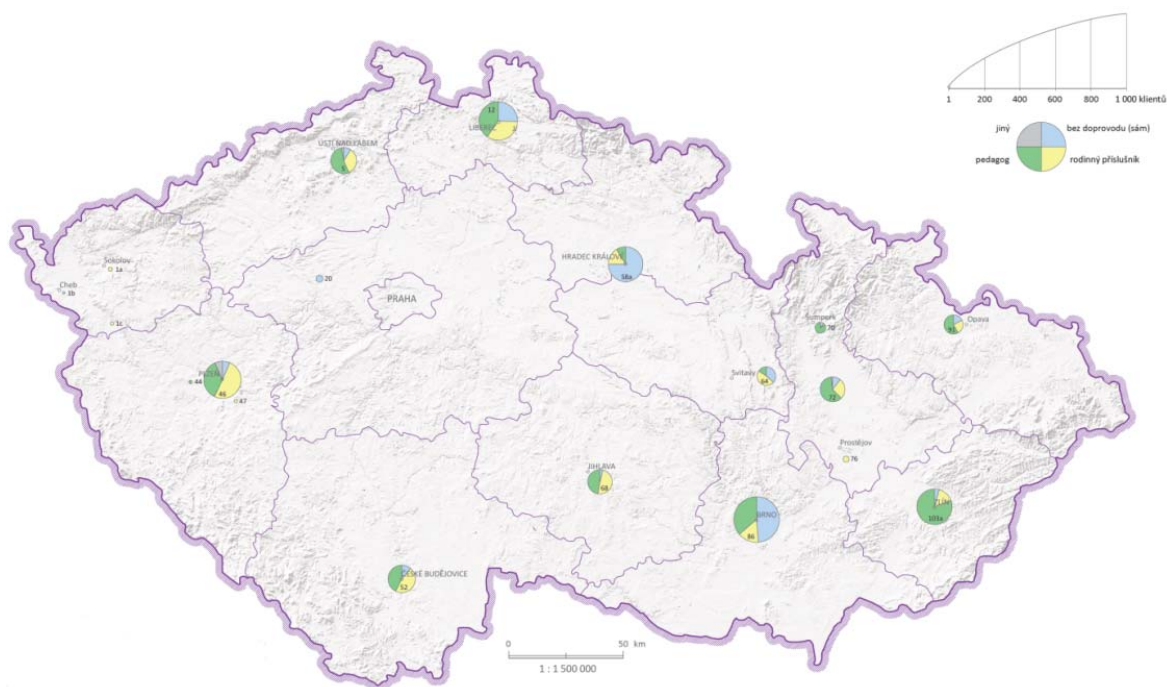 1 200 400 600 800 1 000 klientů
jiný bez doprovodu (sám)
pedagog rodinný příslušník
12
LIBEREC
ÚSTÍ NAD LABEM
5
HRADEC KRÁLOVÉ
58a
Sokolov
1a
Cheb
3b
20
PRAHA
1c
Šumperk
70
Opava
PLZEŇ
44
46
47
Svitavy
64
72
Prostějov
76
JIHLAVA
68
BRNO
86
ZLÍN
103a
ČESKÉ BUDĚJOVICE
52
0 50 km
1 : 1 500 000